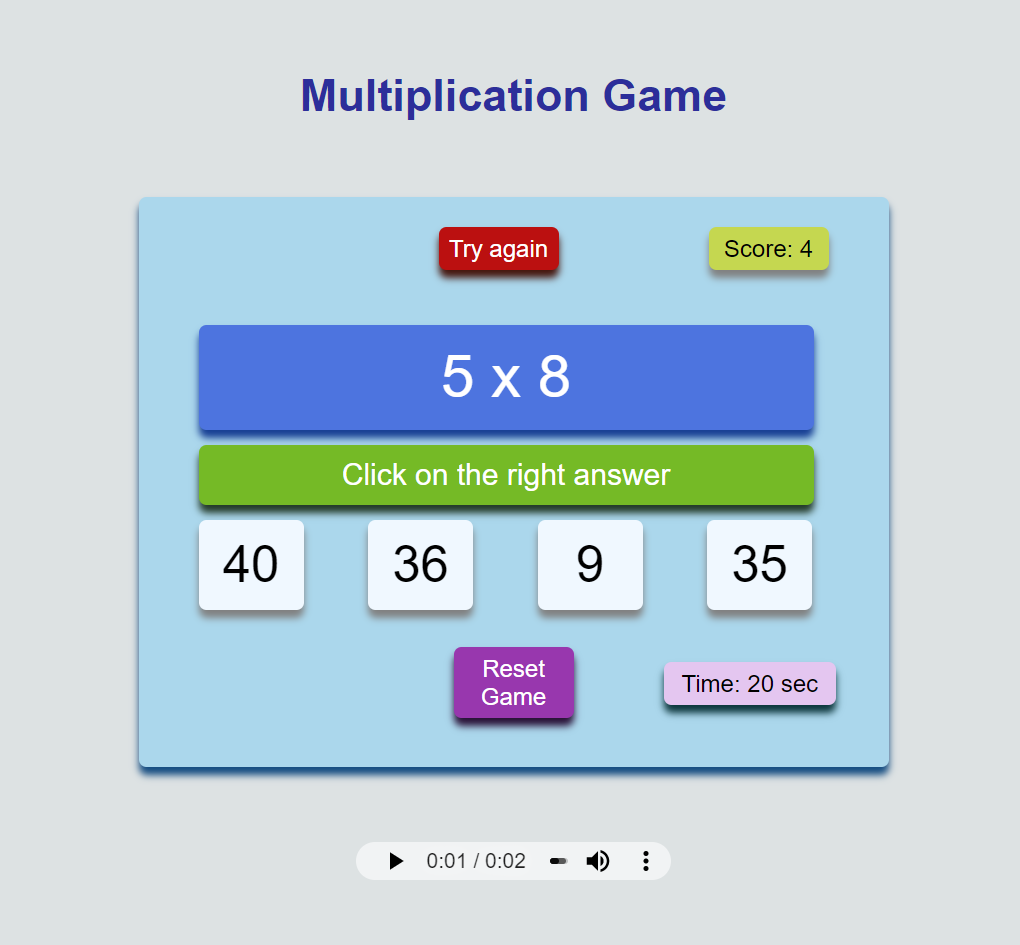 Multiplication Game
Try again
Score: 4
5 x 8
Click on the right answer
40
36
9
35
Reset
Game
Time: 20 sec
0:01 / 0:02